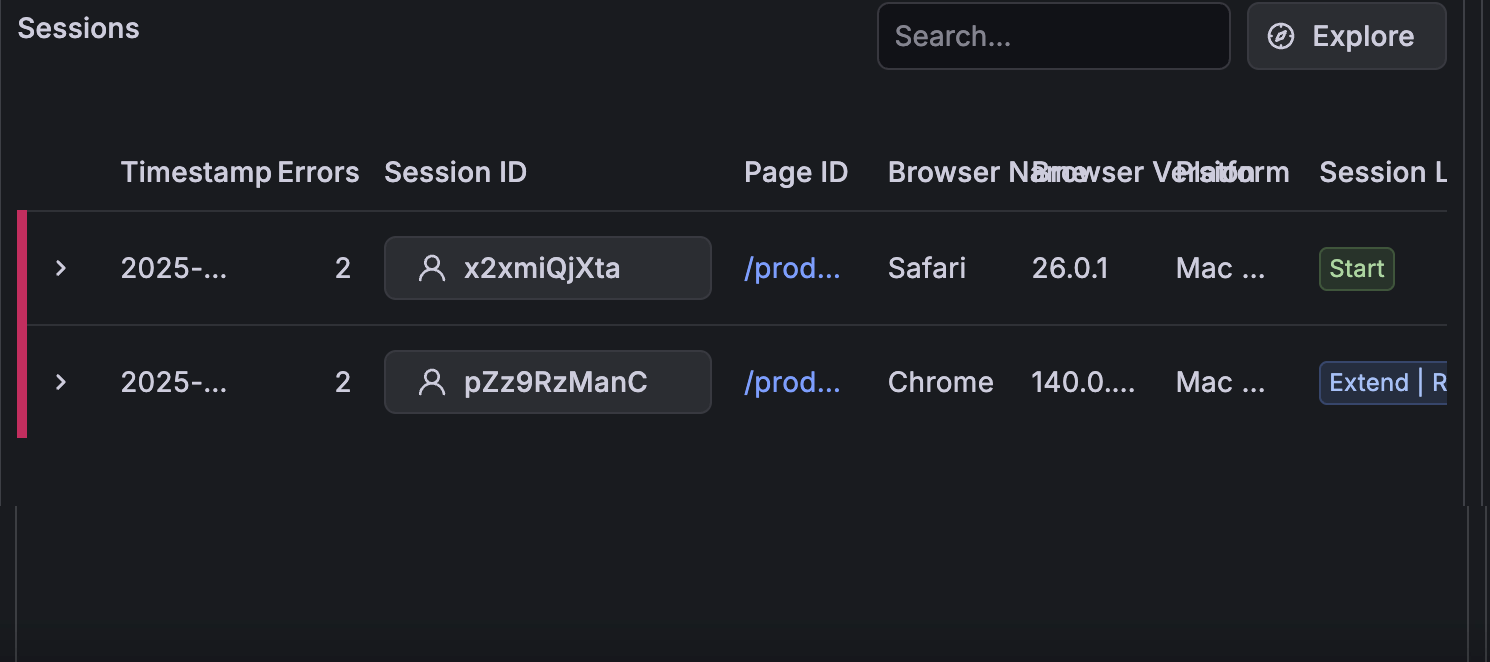 Sessions
Search...
Explore
Timestamp Errors Session ID Page ID Browser Name Browser Version Platform Session L
2025-... 2 x2xmiQjXta /prod... Safari 26.0.1 Mac ... Start
2025-... 2 pZz9RzManC /prod... Chrome 140.0.... Mac ... Extend | R